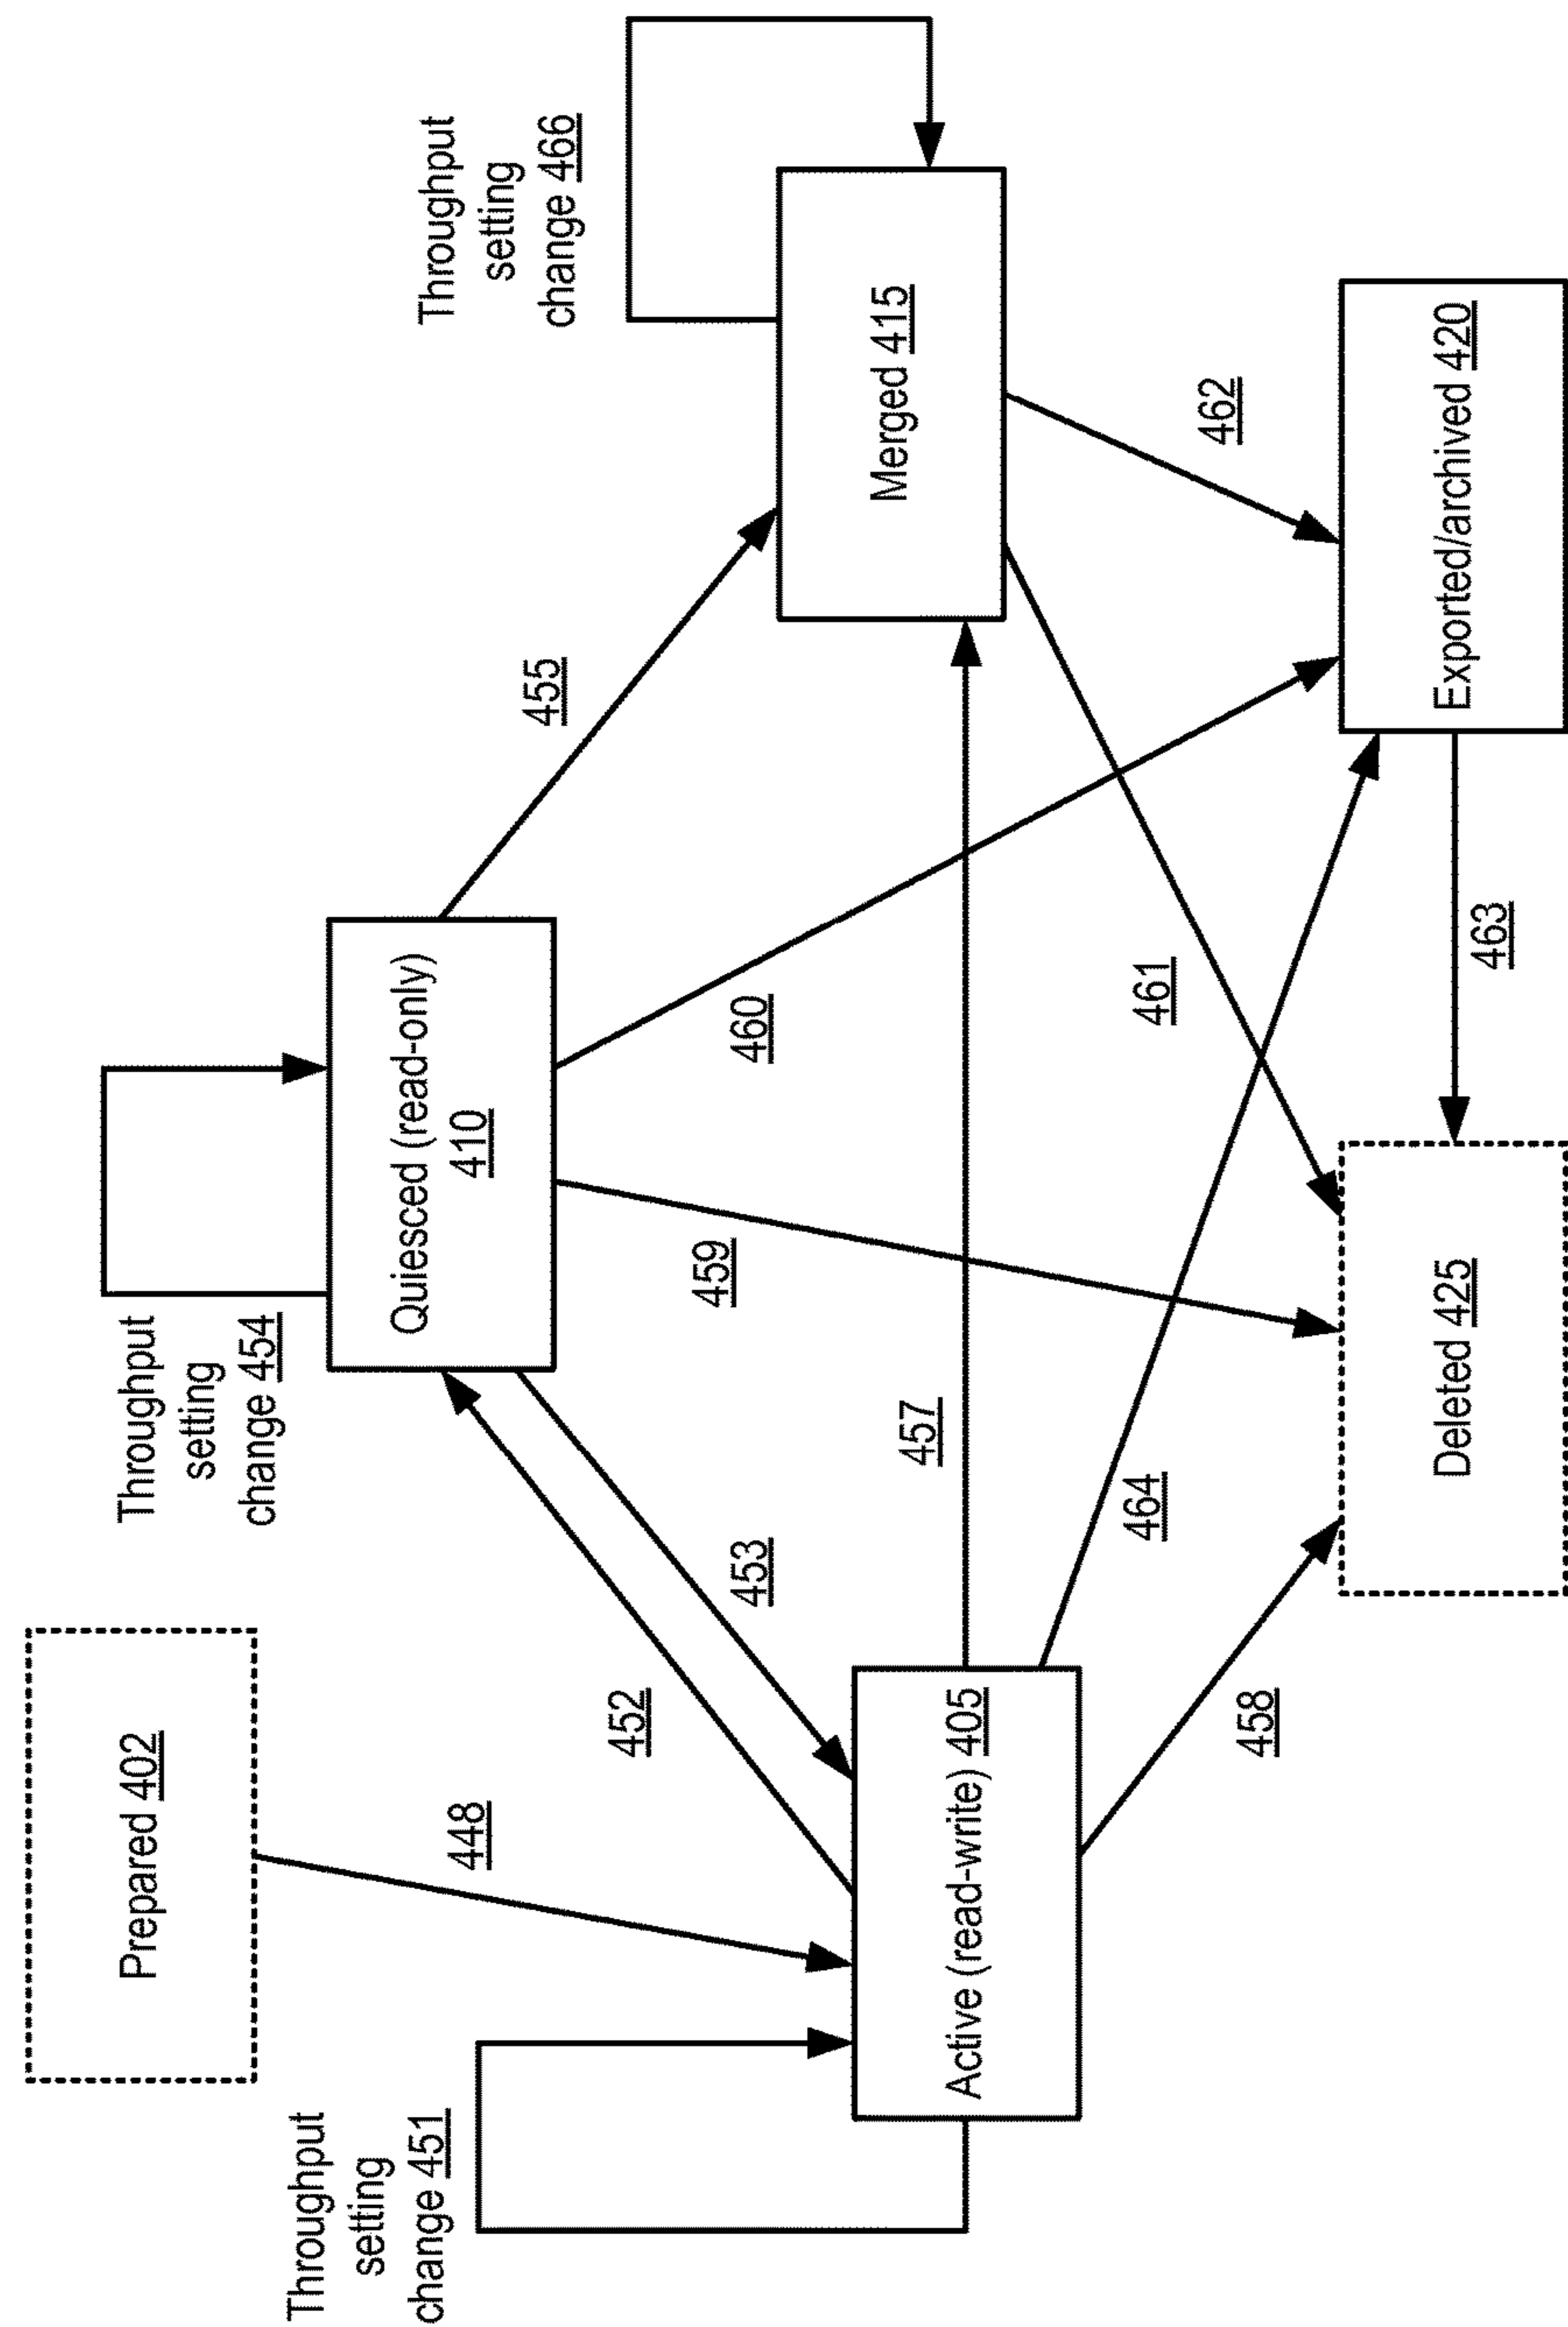 Prepared 402
Throughput
setting
change 454
Throughput
setting
change 451
448
452
453
Quiesced (read-only)
410
455
Throughput
setting
change 466
Active (read-write) 405
457
459
460
Merged 415
458
464
461
462
Deleted 425
463
Exported/archived 420